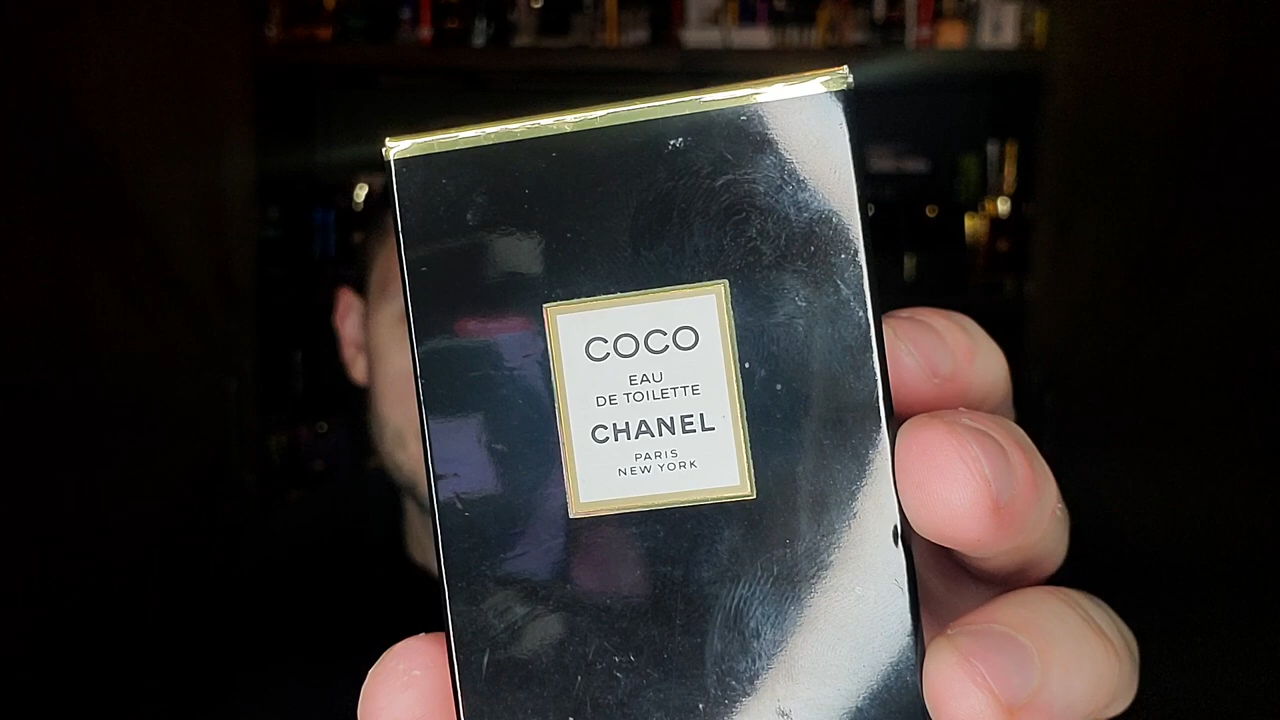 COCO
EAU
DE TOILETTE
CHANEL
PARIS
NEW YORK